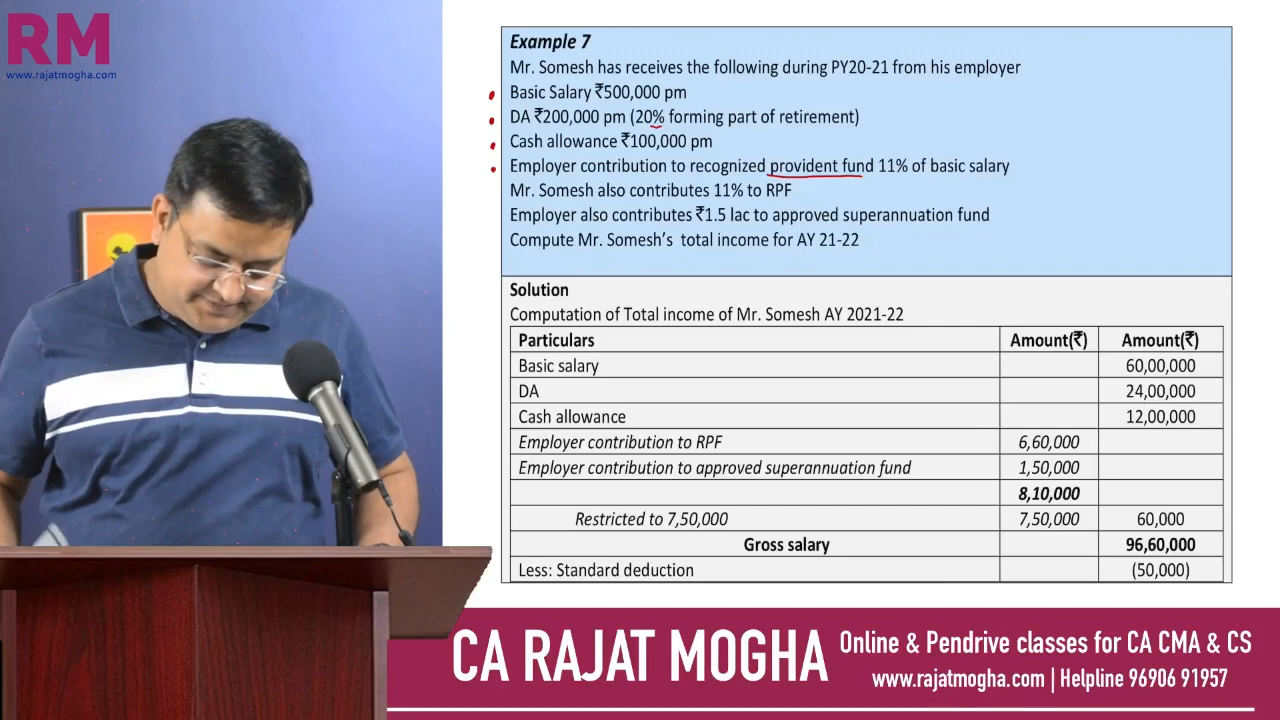 RM
www.rajatmogha.com
Example 7
Mr. Somesh has receives the following during PY20-21 from his employer
Basic Salary ₹500,000 pm
DA ₹200,000 pm (20% forming part of retirement)
Cash allowance ₹100,000 pm
Employer contribution to recognized provident fund 11% of basic salary
Mr. Somesh also contributes 11% to RPF
Employer also contributes ₹1.5 lac to approved superannuation fund
Compute Mr. Somesh's total income for AY 21-22
Solution
Computation of Total income of Mr. Somesh AY 2021-22
Particulars Amount(₹) Amount(₹)
Basic salary 60,00,000
DA 24,00,000
Cash allowance 12,00,000
Employer contribution to RPF 6,60,000
Employer contribution to approved superannuation fund 1,50,000
8,10,000
Restricted to 7,50,000 7,50,000 60,000
Gross salary 96,60,000
Less: Standard deduction (50,000)
CA RAJAT MOGHA
Online & Pendrive classes for CA CMA & CS
www.rajatmogha.com | Helpline 96906 91957